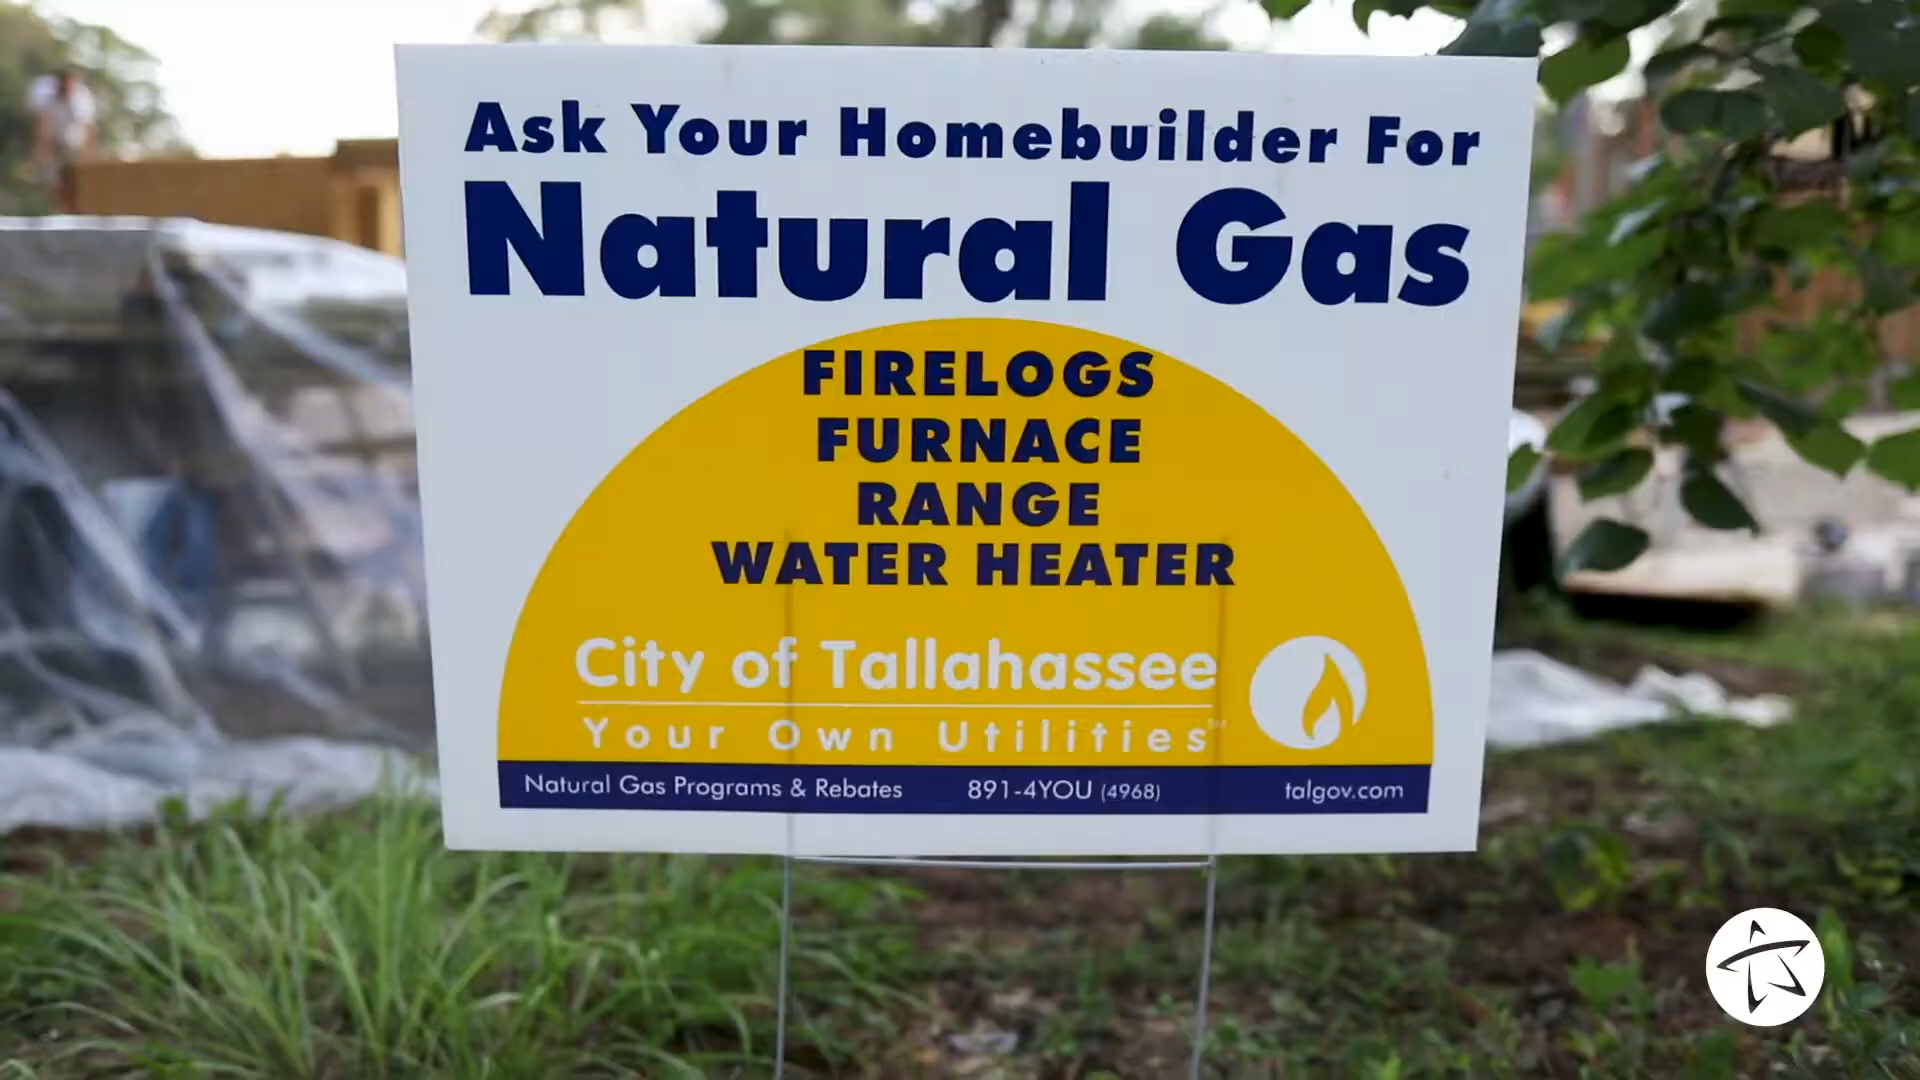 Ask Your Homebuilder For
Natural Gas
FIRELOGS
FURNACE
RANGE
WATER HEATER
City of Tallahassee
Your Own Utilities™
Natural Gas Programs & Rebates 891-4YOU (4968) talgov.com